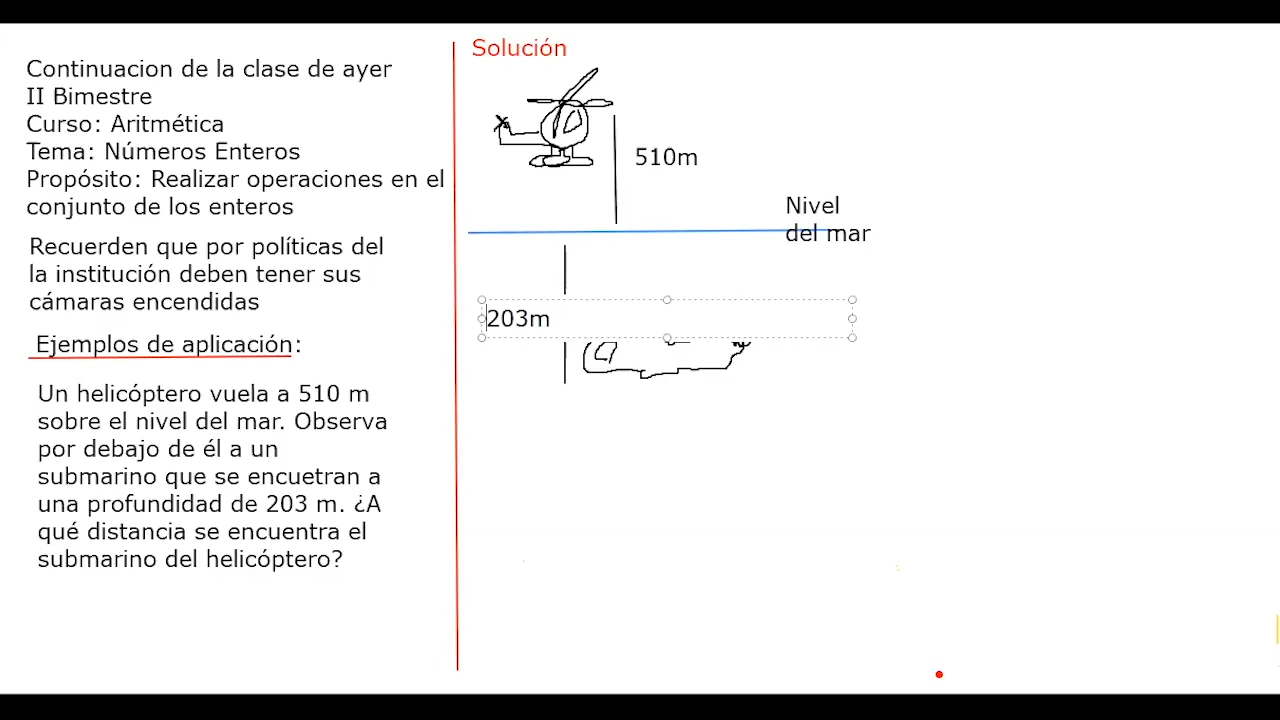 Continuacion de la clase de ayer
II Bimestre
Curso: Aritmética
Tema: Números Enteros
Propósito: Realizar operaciones en el
conjunto de los enteros
Recuerden que por políticas del
la institución deben tener sus
cámaras encendidas
Ejemplos de aplicación:
Un helicóptero vuela a 510 m
sobre el nivel del mar. Observa
por debajo de él a un
submarino que se encuetran a
una profundidad de 203 m. ¿A
qué distancia se encuentra el
submarino del helicóptero?
Solución
510m
Nivel
del mar
203m